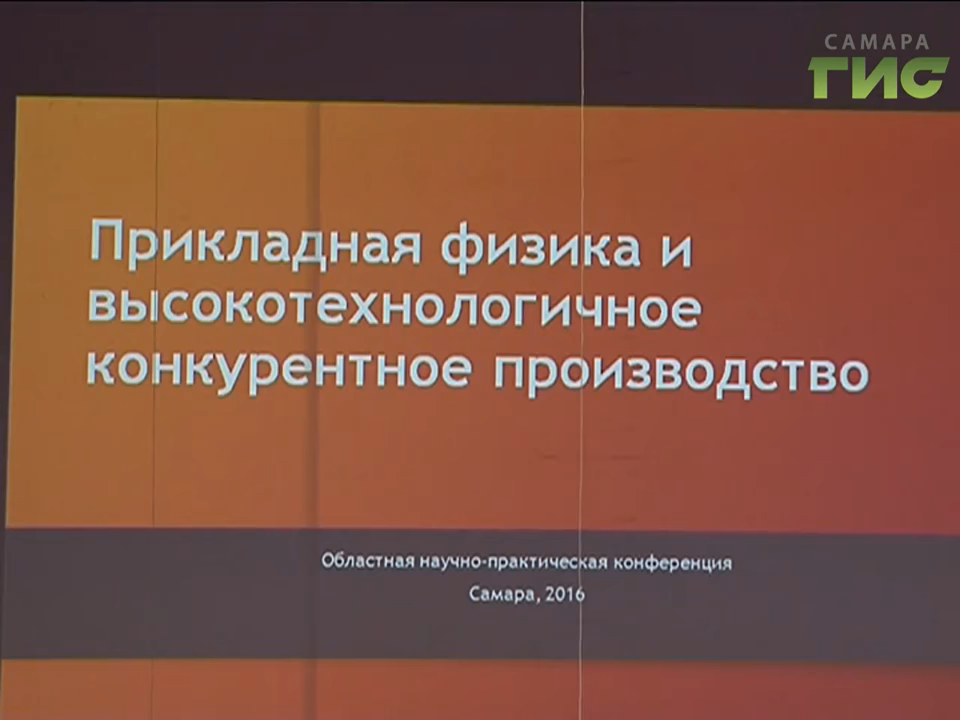 САМАРА
ГИС
Прикладная физика и
высокотехнологичное
конкурентное производство
Областная научно-практическая конференция
Самара, 2016